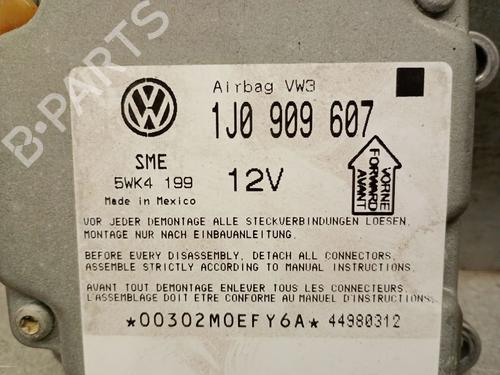 Airbag VW3
1J0 909 607
SME
5WK4 199
12V
Made in Mexico
VORNE
FORWARD
AVANT
VOR JEDER DEMONTAGE ALLE STECKVERBINDUNGEN LOESEN.
MONTAGE NUR NACH EINBAUANLEITUNG.
BEFORE EVERY DISASSEMBLY, DETACH ALL CONNECTORS.
ASSEMBLE STRICTLY ACCORDING TO MANUAL INSTRUCTIONS.
AVANT TOUT DEMONTAGE ENLEVER TOUS LES CONNECTEURS.
L'ASSEMBLAGE DOIT ETRE CONFORME AU MANUEL D'INSTRUCTIONS.
*00302M0EFY6A* 44980312
B-PARTS